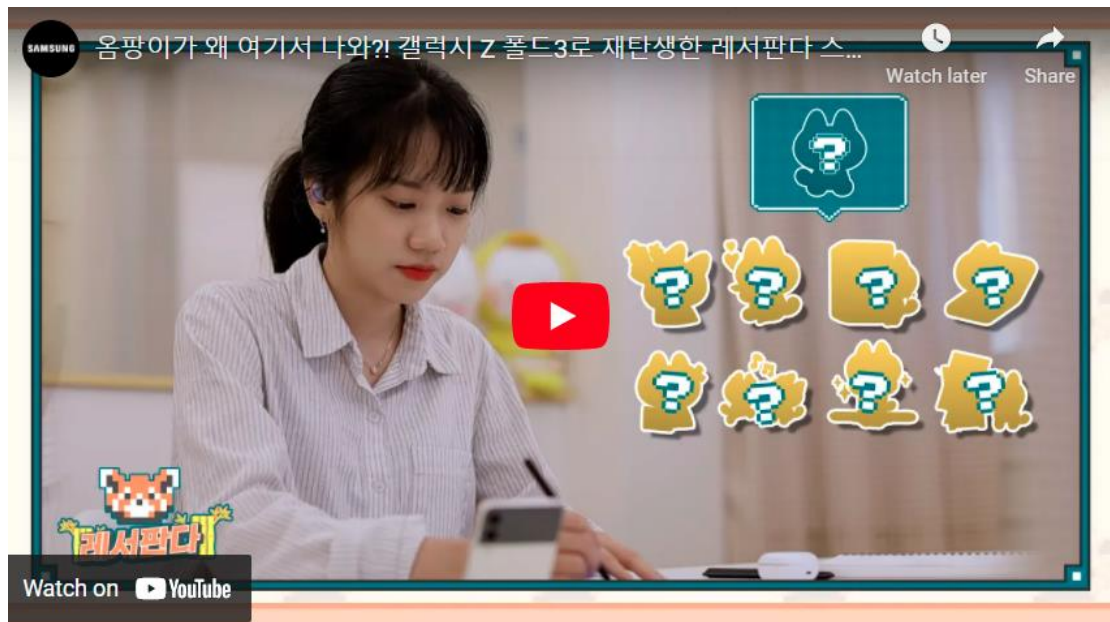 SAMSUNG
옴팡이가 왜 여기서 나와?! 갤럭시 Z 폴드3로 재탄생한 레서판다 스...
Watch later
Share
?
? ? ? ?
? ? ? ?
레서판다
Watch on YouTube